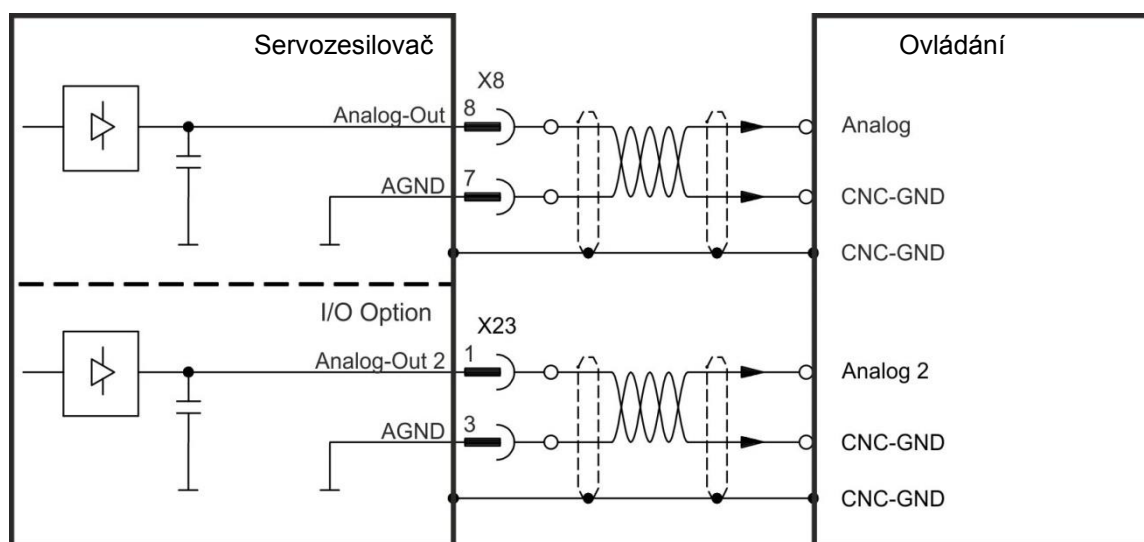 Servozesilovač
Ovládání
X8
Analog-Out
8
Analog
AGND
7
CNC-GND
CNC-GND
I/O Option
X23
Analog-Out 2
1
Analog 2
AGND
3
CNC-GND
CNC-GND